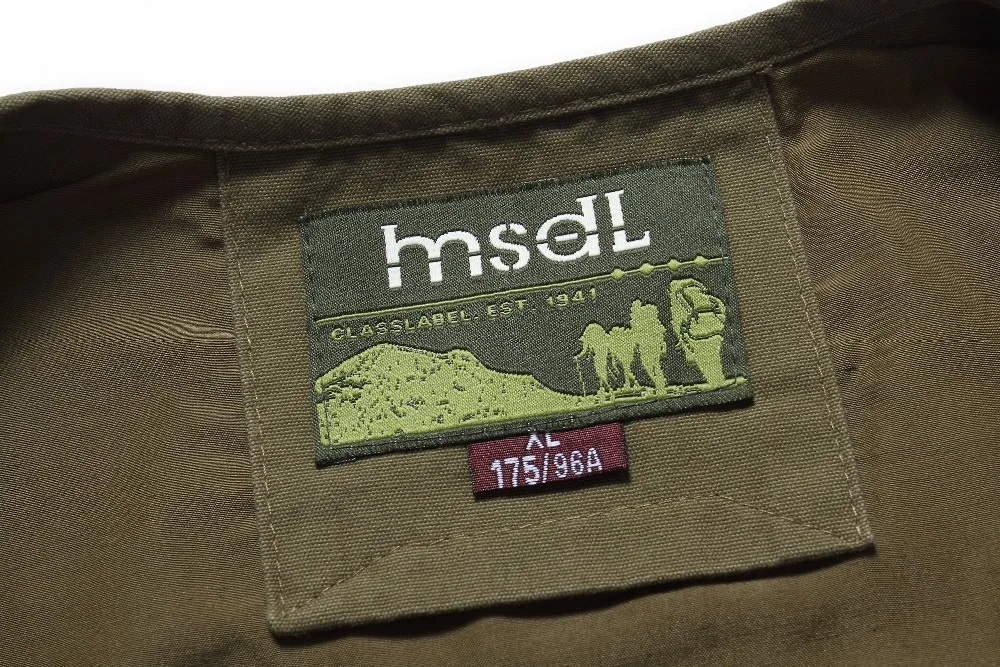 msdL
CLASSLABEL. EST. 1941
XL
175/96A